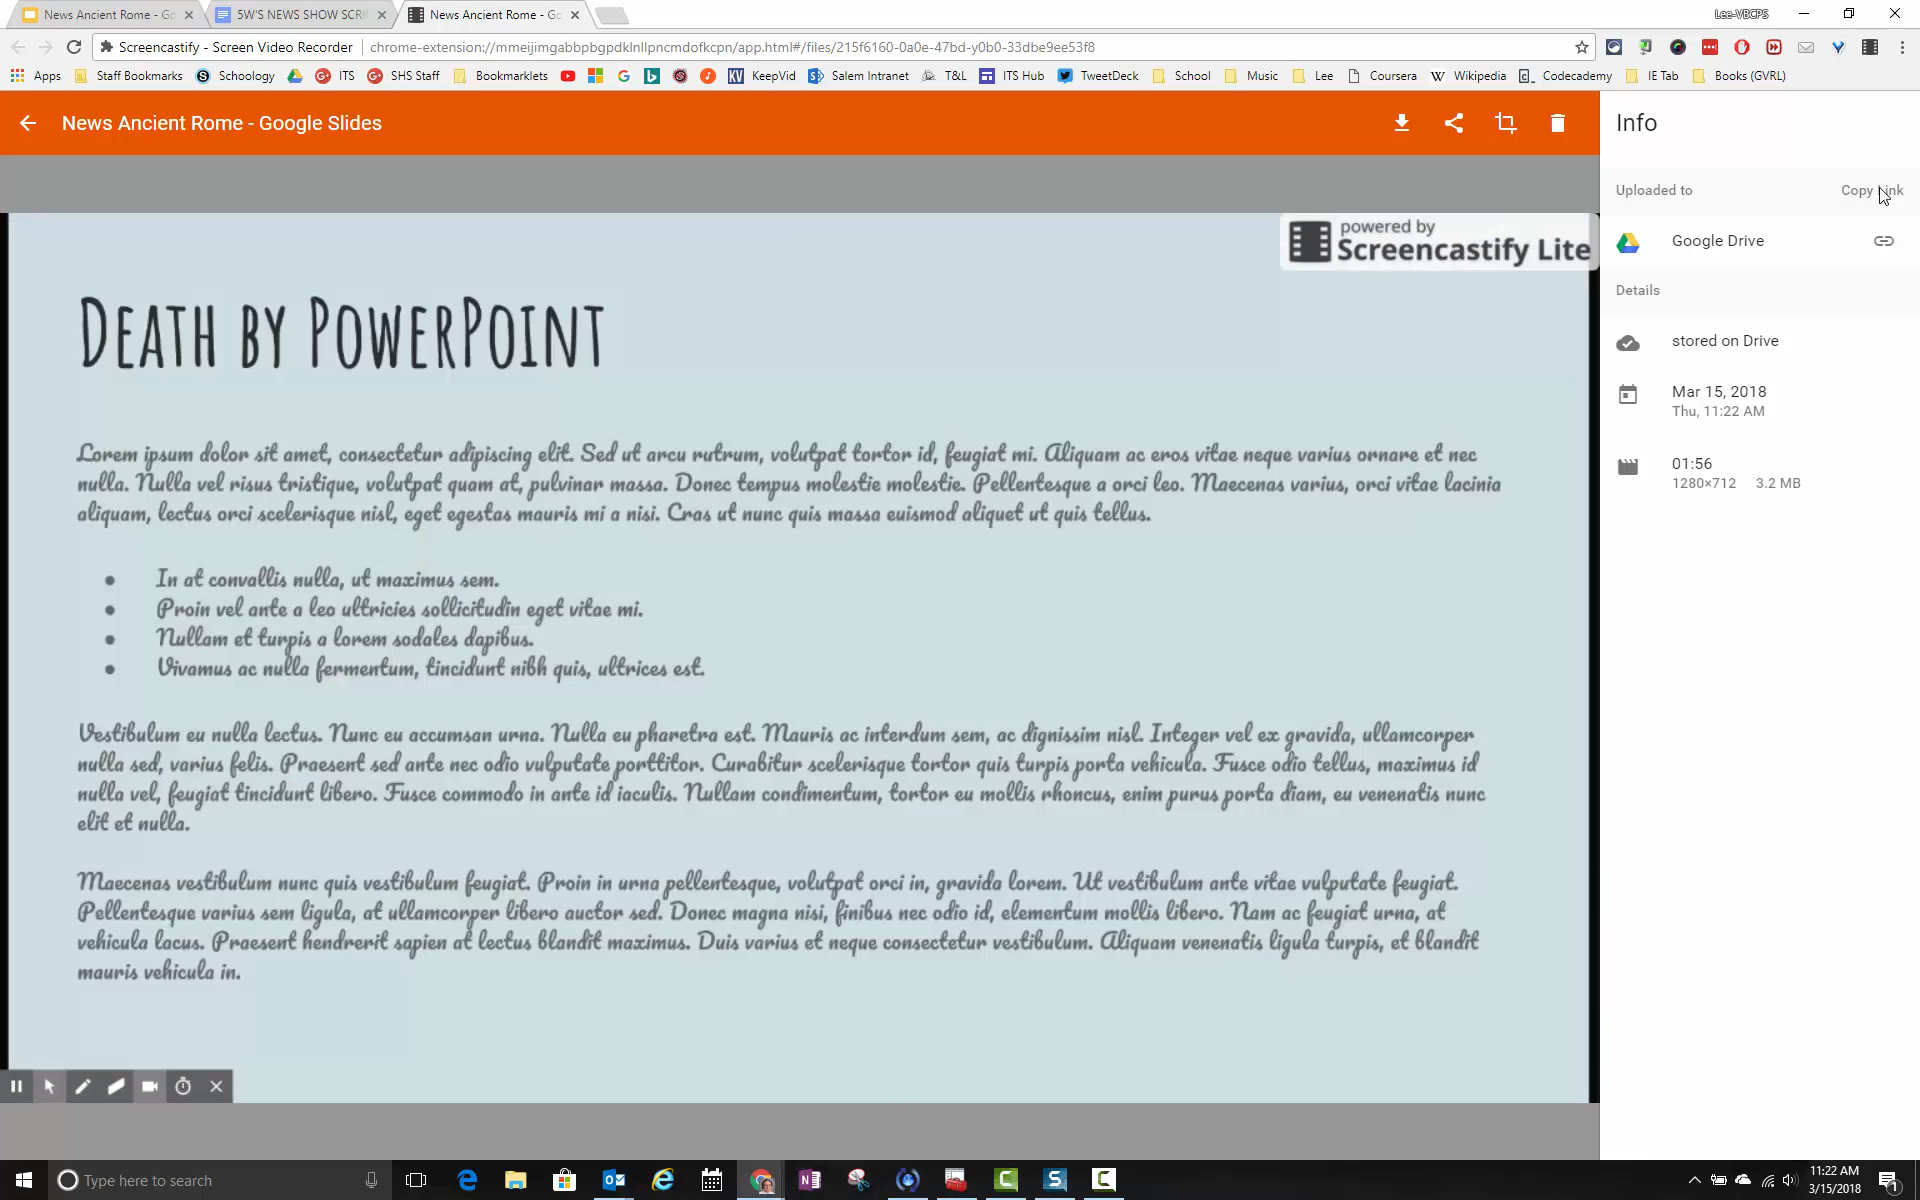 News Ancient Rome - Go
5W'S NEWS SHOW SCRI
News Ancient Rome - Go
Lee-VBCPS
Screencastify - Screen Video Recorder
chrome-extension://mmeijimgabbpbgpdklnllpncmdofkcpn/app.html#/files/215f6160-0a0e-47bd-y0b0-33dbe9ee53f8
Apps Staff Bookmarks Schoology ITS SHS Staff Bookmarklets KeepVid Salem Intranet T&L ITS Hub TweetDeck School Music Lee Coursera Wikipedia Codecademy IE Tab Books (GVRL)
News Ancient Rome - Google Slides
Info
Uploaded to
Copy Link
Google Drive
Details
stored on Drive
Mar 15, 2018
Thu, 11:22 AM
01:56
1280×712 3.2 MB
powered by
Screencastify Lite
Death by PowerPoint
Lorem ipsum dolor sit amet, consectetur adipiscing elit. Sed ut arcu rutrum, volutpat tortor id, feugiat mi. Aliquam ac eros vitae neque varius ornare et nec
nulla. Nulla vel risus tristique, volutpat quam at, pulvinar massa. Donec tempus molestie molestie. Pellentesque a orci leo. Maecenas varius, orci vitae lacinia
aliquam, lectus orci scelerisque nisl, eget egestas mauris mi a nisi. Cras ut nunc quis massa euismod aliquet ut quis tellus.
● In at convallis nulla, ut maximus sem.
● Proin vel ante a leo ultricies sollicitudin eget vitae mi.
● Nullam et turpis a lorem sodales dapibus.
● Vivamus ac nulla fermentum, tincidunt nibh quis, ultrices est.
Vestibulum eu nulla lectus. Nunc eu accumsan urna. Nulla eu pharetra est. Mauris ac interdum sem, ac dignissim nisl. Integer vel ex gravida, ullamcorper
nulla sed, varius felis. Praesent sed ante nec odio vulputate porttitor. Curabitur scelerisque tortor quis turpis porta vehicula. Fusce odio tellus, maximus id
nulla vel, feugiat tincidunt libero. Fusce commodo in ante id iaculis. Nullam condimentum, tortor eu mollis rhoncus, enim purus porta diam, eu venenatis nunc
elit et nulla.
Maecenas vestibulum nunc quis vestibulum feugiat. Proin in urna pellentesque, volutpat orci in, gravida lorem. Ut vestibulum ante vitae vulputate feugiat.
Pellentesque varius sem ligula, at ullamcorper libero auctor sed. Donec magna nisi, finibus nec odio id, elementum mollis libero. Nam ac feugiat urna, at
vehicula lacus. Praesent hendrerit sapien at lectus blandit maximus. Duis varius et neque consectetur vestibulum. Aliquam venenatis ligula turpis, et blandit
mauris vehicula in.
Type here to search
11:22 AM
3/15/2018